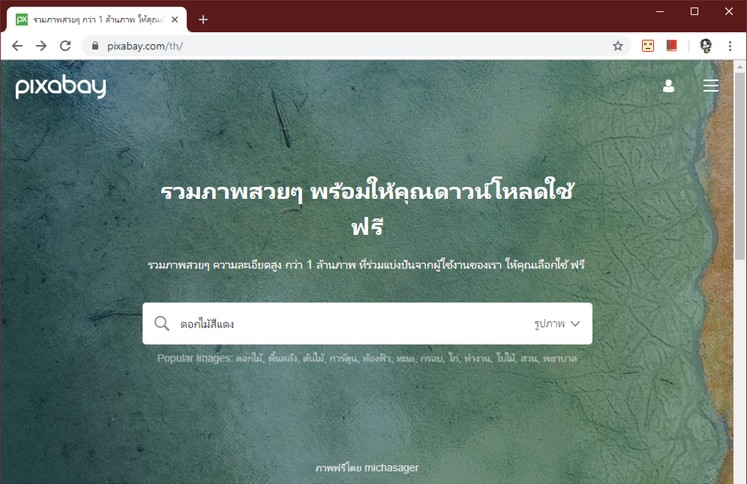 รวมภาพสวยๆ กว่า 1 ล้านภาพ ให้คุณ
pixabay.com/th/
pixabay
รวมภาพสวยๆ พร้อมให้คุณดาวน์โหลดใช้
ฟรี
รวมภาพสวยๆ ความละเอียดสูง กว่า 1 ล้านภาพ ที่ร่วมแบ่งปันจากผู้ใช้งานของเรา ให้คุณเลือกใช้ ฟรี
ดอกไม้สีแดง รูปภาพ
Popular Images: ดอกไม้, พื้นหลัง, ต้นไม้, การ์ตูน, ท้องฟ้า, ทะเล, กรอบ, ไก่, ทำงาน, ใบไม้, สวน, พยาบาล
ภาพฟรีโดย michasager